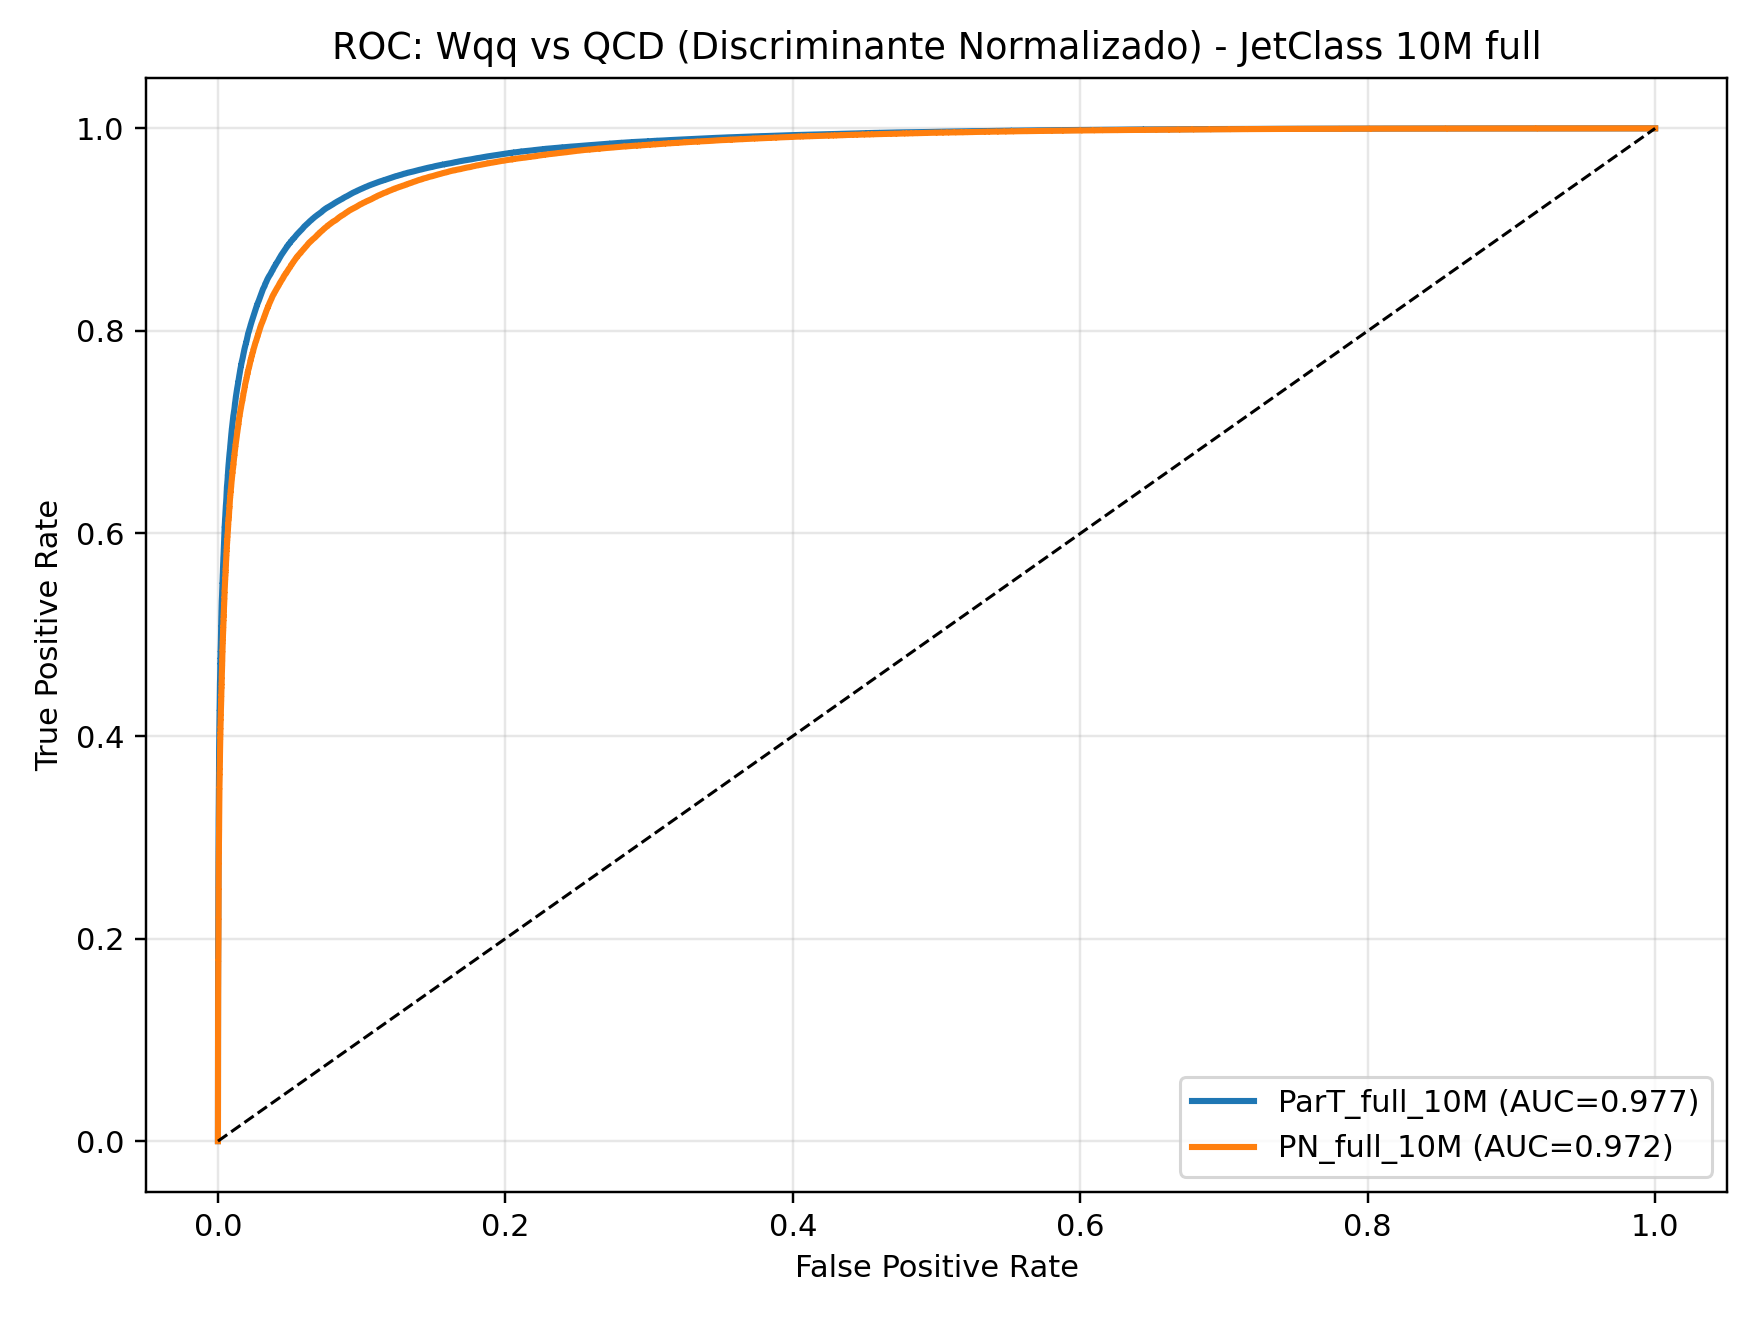 ROC: Wqq vs QCD (Discriminante Normalizado) - JetClass 10M full
1.0
0.8
0.6
0.4
0.2
0.0
True Positive Rate
0.0 0.2 0.4 0.6 0.8 1.0
False Positive Rate
ParT_full_10M (AUC=0.977)
PN_full_10M (AUC=0.972)